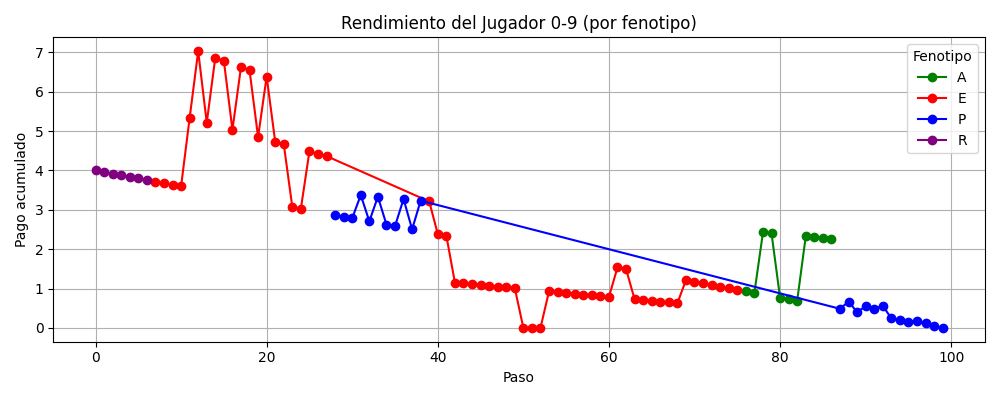 Rendimiento del Jugador 0-9 (por fenotipo)
Pago acumulado
7
6
5
4
3
2
1
0
Fenotipo
A
E
P
R
0
20
40
60
80
100
Paso